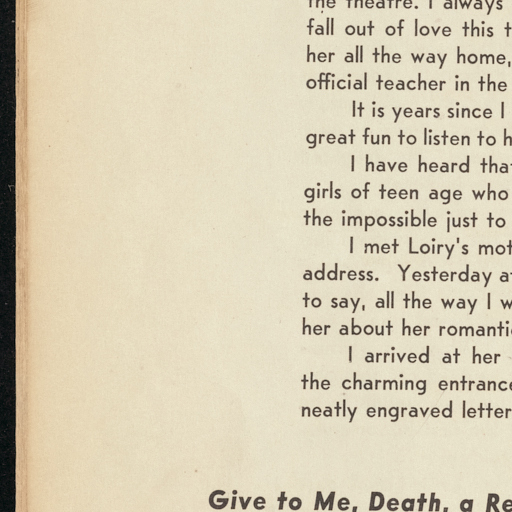 the theatre. I always
fall out of love this t
her all the way home,
official teacher in the
It is years since I
great fun to listen to h
I have heard tha
girls of teen age who
the impossible just to
I met Loiry's mot
address. Yesterday a
to say, all the way I w
her about her romanti
I arrived at her
the charming entrance
neatly engraved letter
Give to Me, Death, a Re